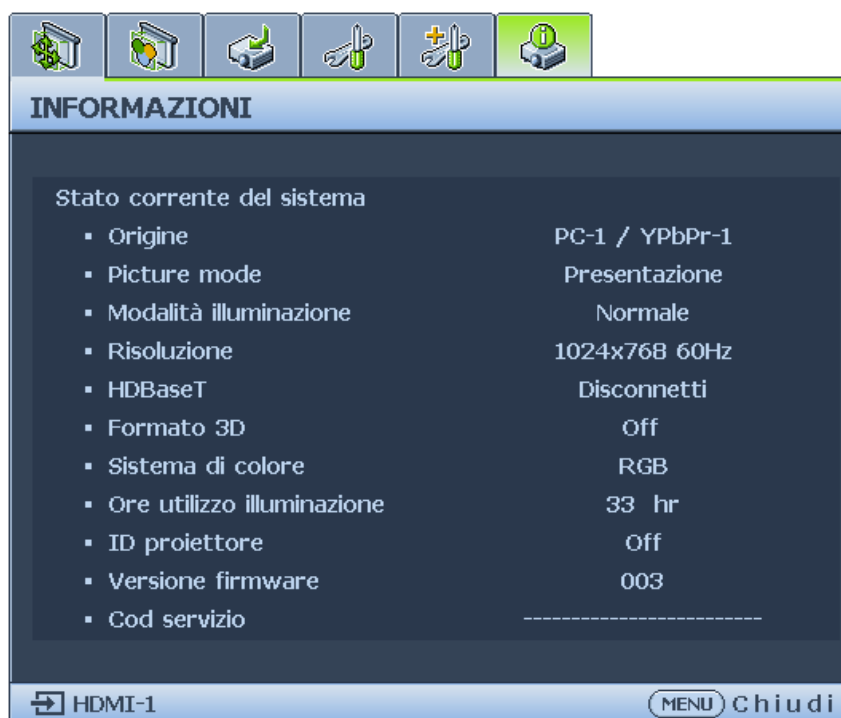 INFORMAZIONI
Stato corrente del sistema
▪ Origine PC-1 / YPbPr-1
▪ Picture mode Presentazione
▪ Modalità illuminazione Normale
▪ Risoluzione 1024x768 60Hz
▪ HDBaseT Disconnetti
▪ Formato 3D Off
▪ Sistema di colore RGB
▪ Ore utilizzo illuminazione 33 hr
▪ ID proiettore Off
▪ Versione firmware 003
▪ Cod servizio -------------------------
HDMI-1 MENU Chiudi